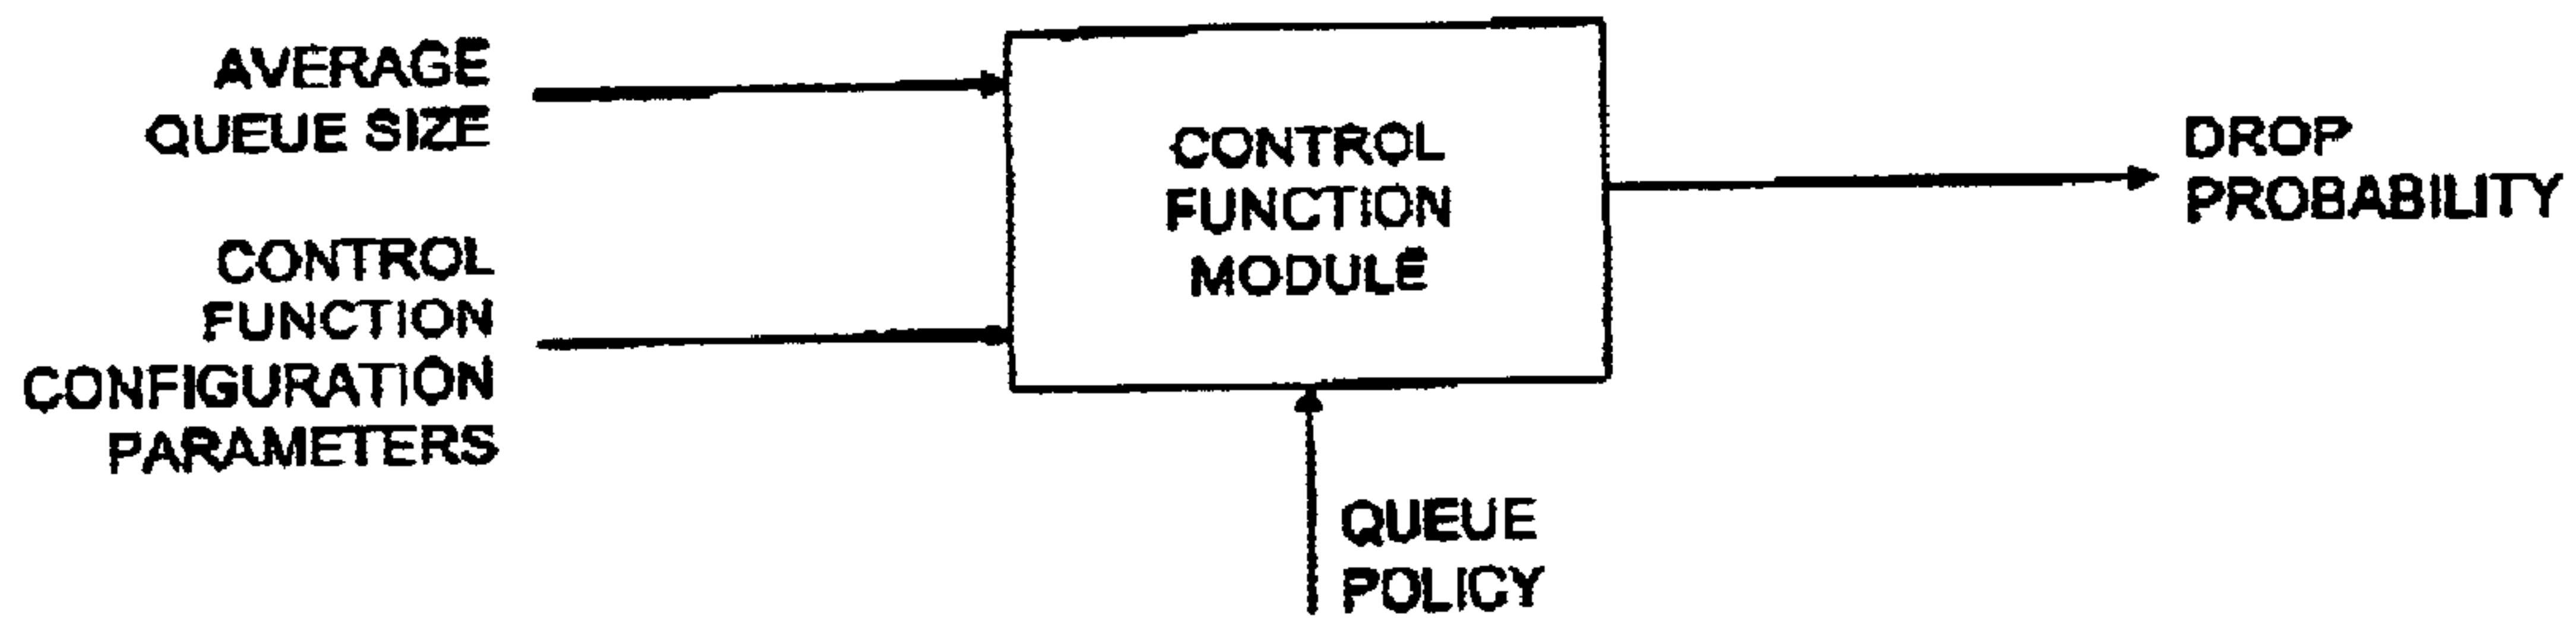 AVERAGE
QUEUE SIZE
CONTROL
FUNCTION
CONFIGURATION
PARAMETERS
CONTROL
FUNCTION
MODULE
QUEUE
POLICY
DROP
PROBABILITY